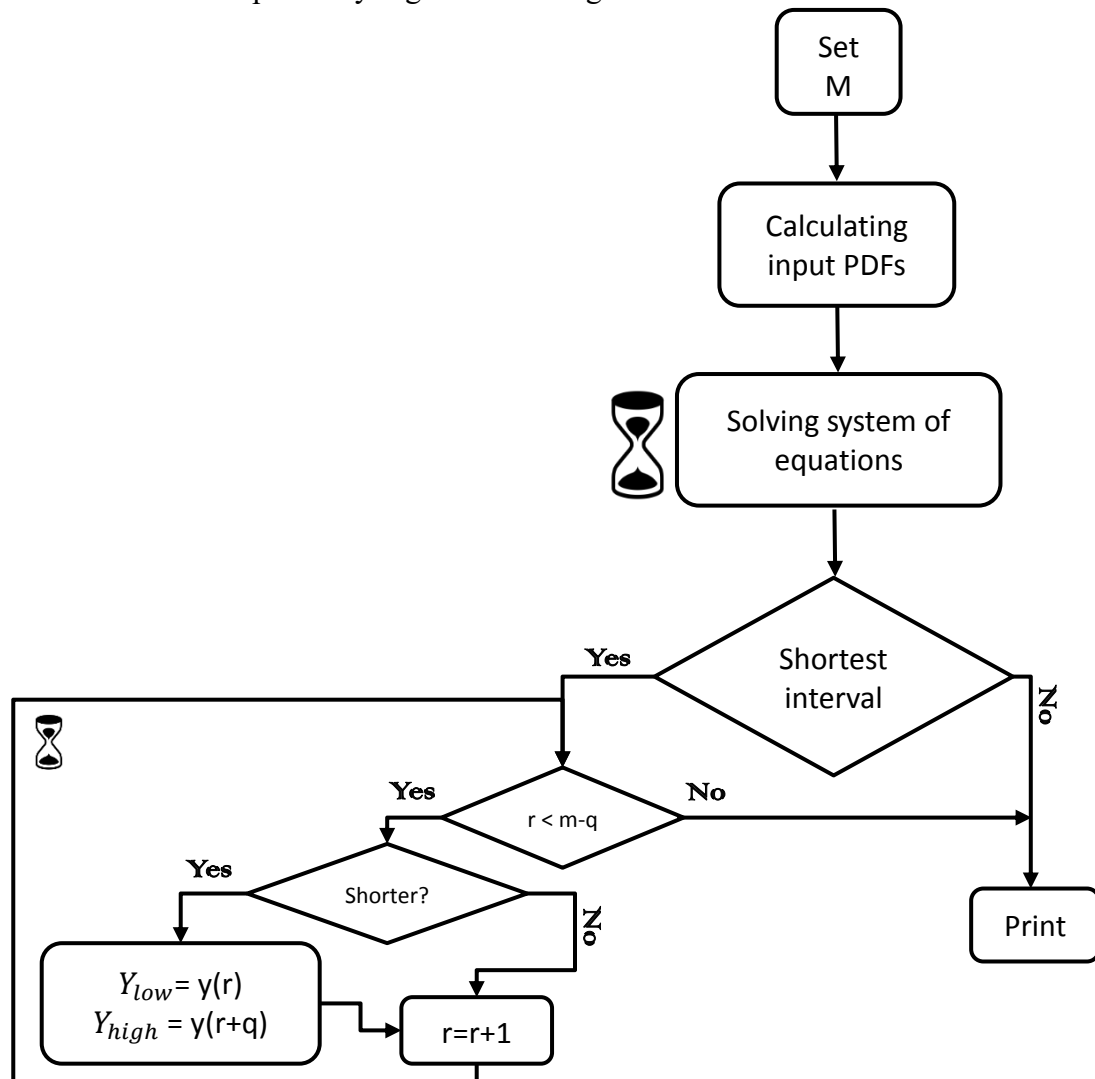 Set
M
Calculating
input PDFs
Solving system of
equations
Shortest
interval
Yes
No
r < m-q
Yes
No
Shorter?
Yes
No
Y_low= y(r)
Y_high = y(r+q)
r=r+1
Print